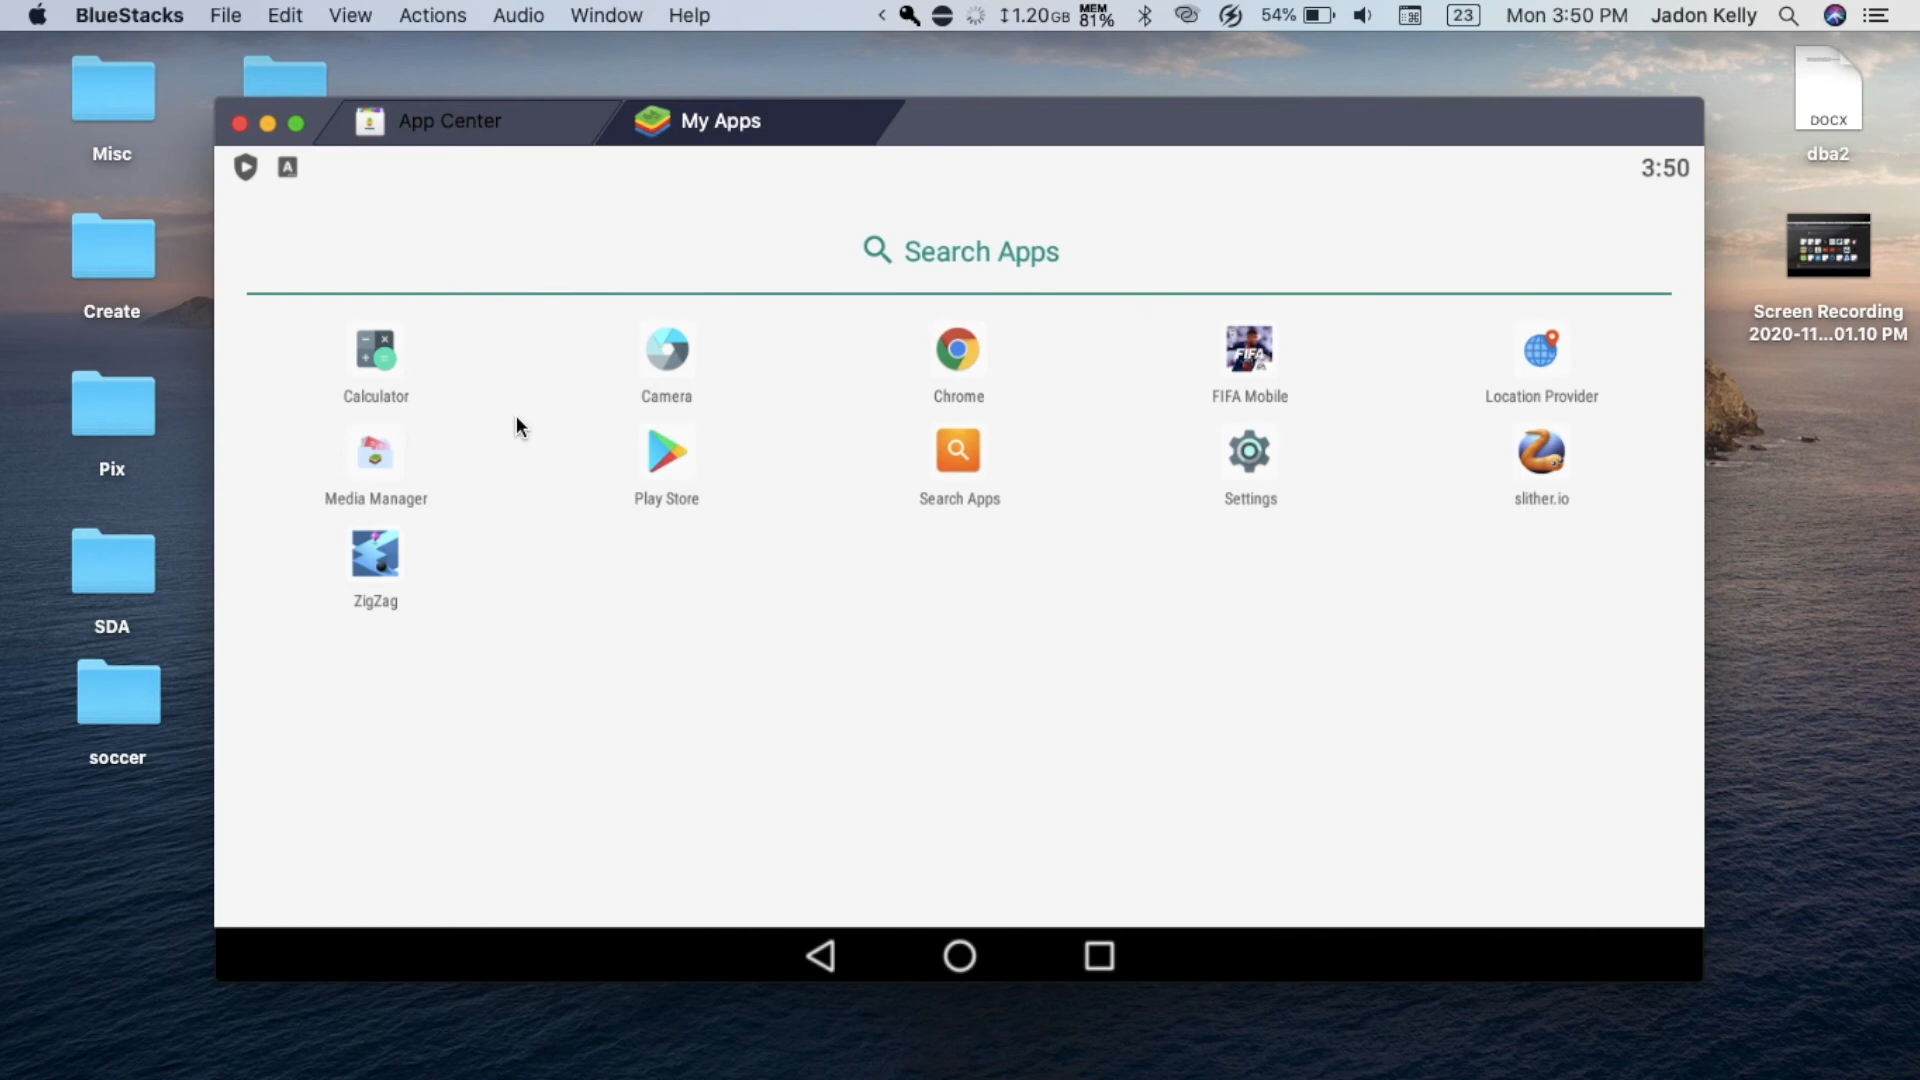 BlueStacks File Edit View Actions Audio Window Help
1.20GB MEM 81% 54% 23 Mon 3:50 PM Jadon Kelly
App Center
My Apps
A
3:50
Search Apps
Calculator
Camera
Chrome
FIFA
FIFA Mobile
Location Provider
Media Manager
Play Store
Search Apps
Settings
slither.io
ZigZag
Misc
Create
Pix
SDA
soccer
DOCX
dba2
Screen Recording
2020-11...01.10 PM